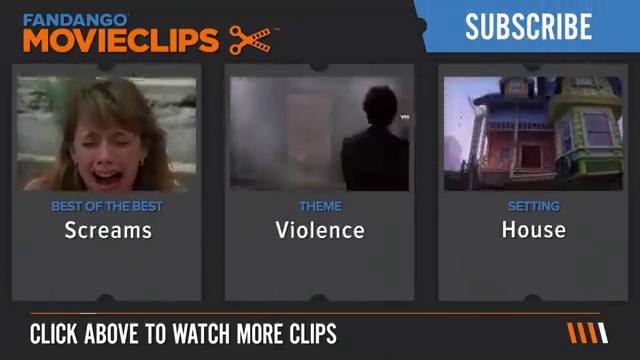 FANDANGO
MOVIECLIPS
SUBSCRIBE
BEST OF THE BEST
Screams
THEME
Violence
SETTING
House
CLICK ABOVE TO WATCH MORE CLIPS